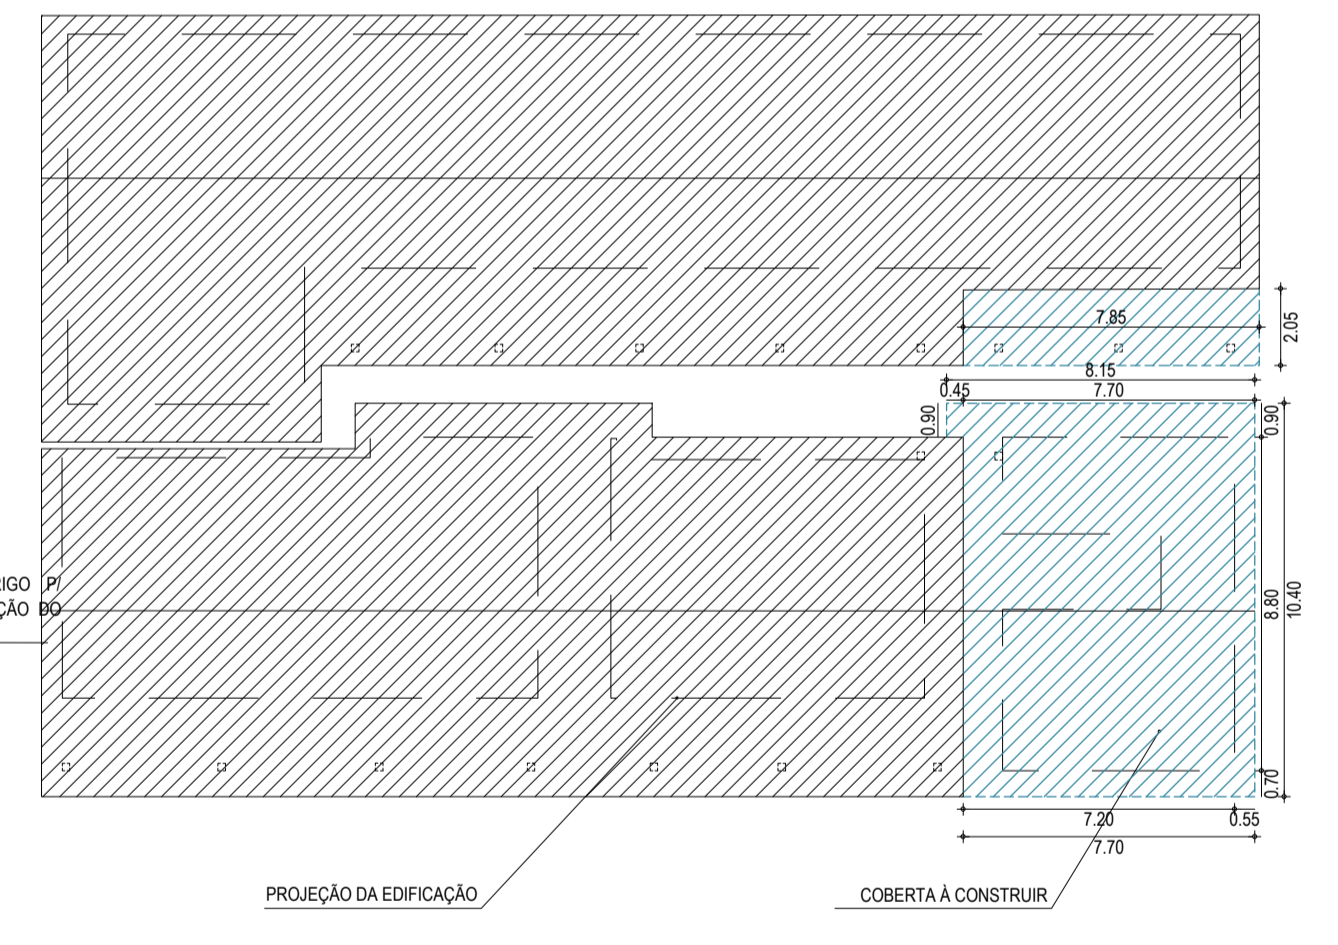 7.85
2.05
8.15
0.45 7.70
0.90
0.90
RIGO P/
ÇÃO DO
8.80
10.40
0.70
7.20 0.55
7.70
PROJEÇÃO DA EDIFICAÇÃO
COBERTA À CONSTRUIR